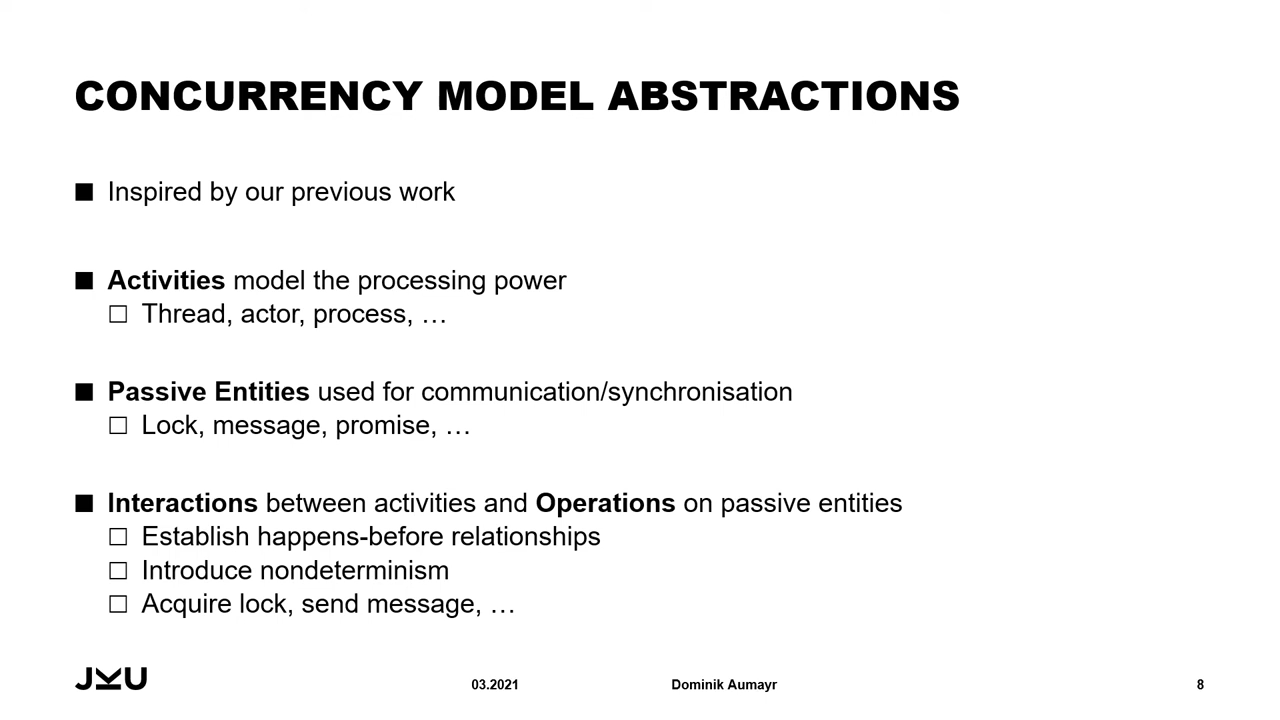 CONCURRENCY MODEL ABSTRACTIONS
■ Inspired by our previous work
■ Activities model the processing power
□ Thread, actor, process, …
■ Passive Entities used for communication/synchronisation
□ Lock, message, promise, …
■ Interactions between activities and Operations on passive entities
□ Establish happens-before relationships
□ Introduce nondeterminism
□ Acquire lock, send message, …
JKU 03.2021 Dominik Aumayr 8